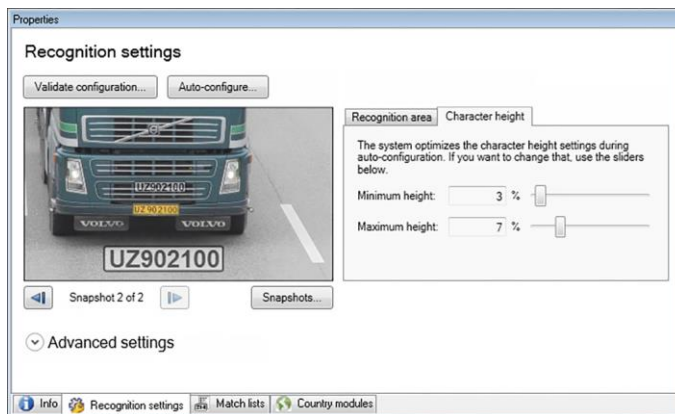 Properties
Recognition settings
Validate configuration...
Auto-configure...
UZ902100
UZ 902100
VOLVO VOLVO
UZ902100
Snapshot 2 of 2
Snapshots...
Recognition area
Character height
The system optimizes the character height settings during
auto-configuration. If you want to change that, use the sliders
below.
Minimum height: 3 %
Maximum height: 7 %
Advanced settings
Info
Recognition settings
Match lists
Country modules